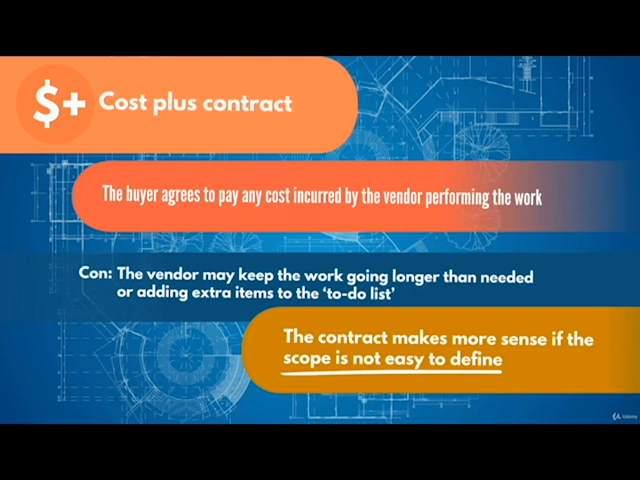 $+ Cost plus contract
The buyer agrees to pay any cost incurred by the vendor performing the work
Con: The vendor may keep the work going longer than needed
or adding extra items to the ‘to-do list’
The contract makes more sense if the
scope is not easy to define
Udemy